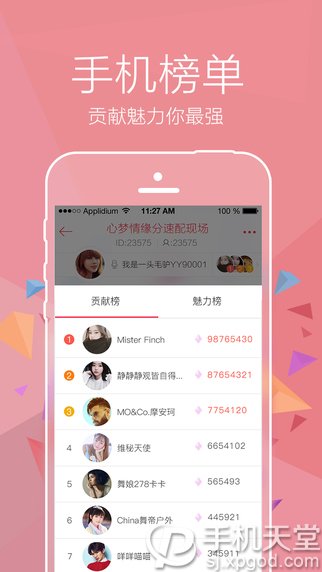 手机榜单
贡献魅力你最强
Applidium 11:27 AM 100%
心梦情缘分速配现场
ID:23575 23575
我是一头毛驴YY90001
贡献榜 魅力榜
1 Mister Finch 98765430
2 静静静观皆自得... 87654321
3 MO&Co.摩安珂 7754120
4 维秘天使 6654102
5 舞娘278卡卡 565493
6 China舞帝户外 445921
7 咩咩喵喵 345911
手机天堂
sj.xpgod.com